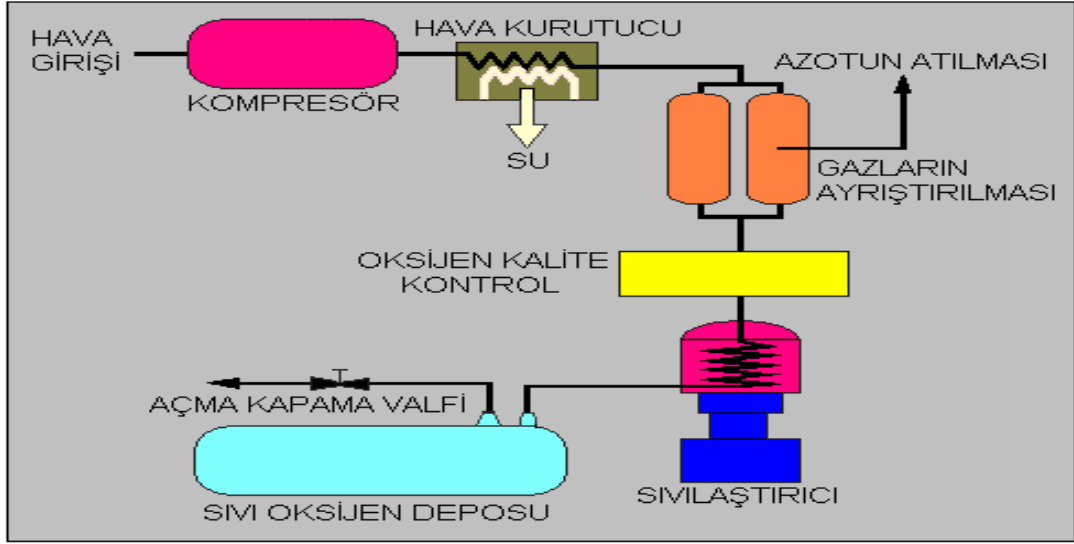 HAVA
GİRİŞİ
KOMPRESÖR
HAVA KURUTUCU
SU
AZOTUN ATILMASI
GAZLARIN
AYRIŞTIRILMASI
OKSİJEN KALİTE
KONTROL
T
AÇMA KAPAMA VALFİ
SIVI OKSİJEN DEPOSU
SIVILAŞTIRICI